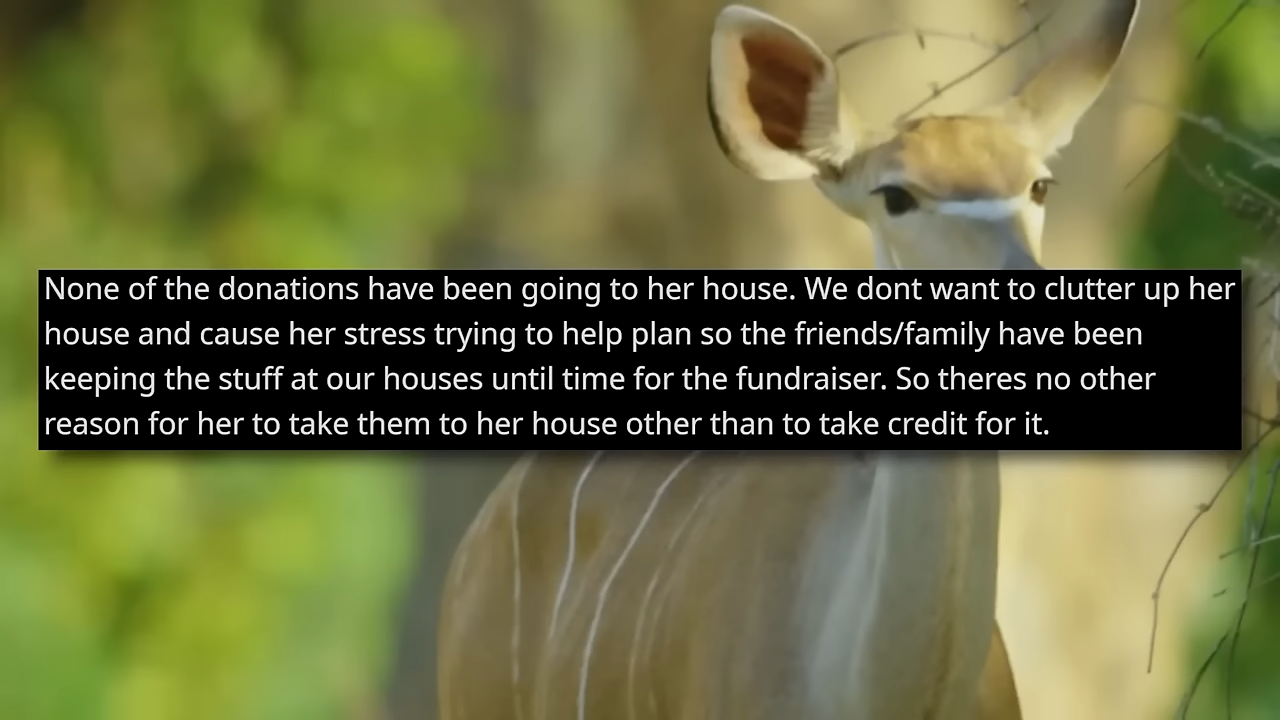 None of the donations have been going to her house. We dont want to clutter up her
house and cause her stress trying to help plan so the friends/family have been
keeping the stuff at our houses until time for the fundraiser. So theres no other
reason for her to take them to her house other than to take credit for it.